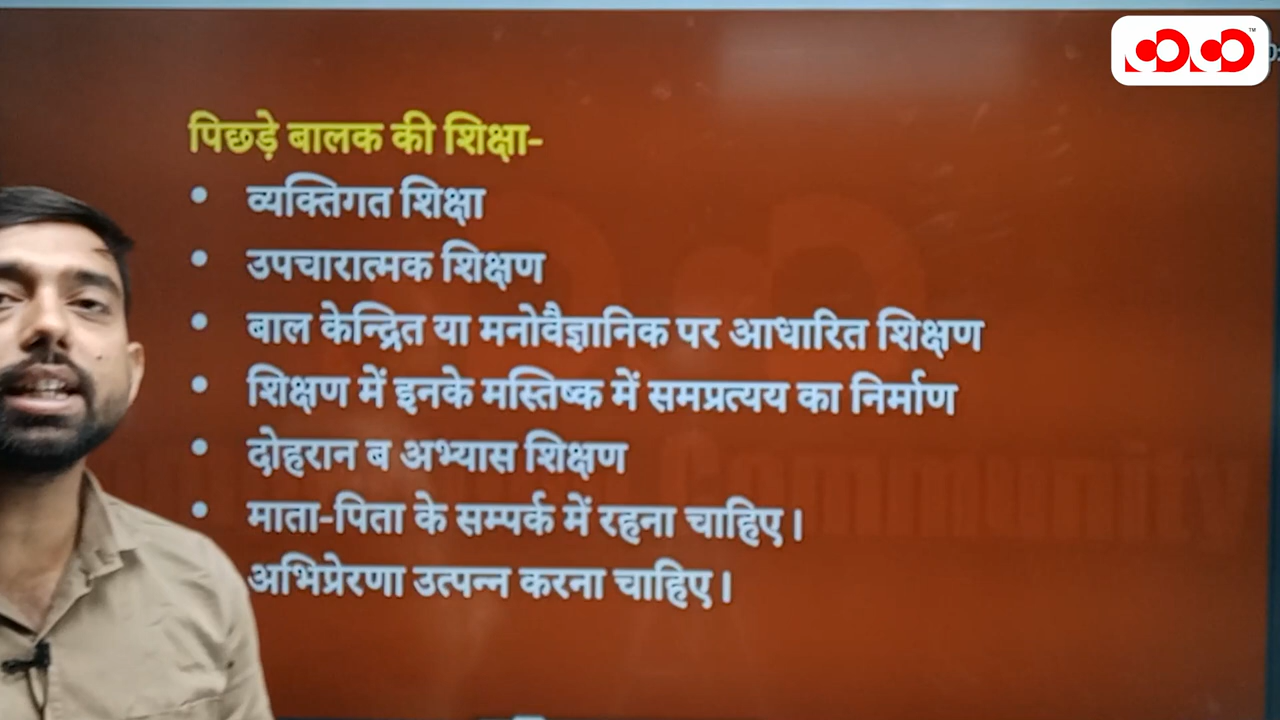 पिछड़े बालक की शिक्षा-
• व्यक्तिगत शिक्षा
• उपचारात्मक शिक्षण
• बाल केन्द्रित या मनोवैज्ञानिक पर आधारित शिक्षण
• शिक्षण में इनके मस्तिष्क में समप्रत्यय का निर्माण
• दोहरान ब अभ्यास शिक्षण
• माता-पिता के सम्पर्क में रहना चाहिए।
अभिप्रेरणा उत्पन्न करना चाहिए।
Community